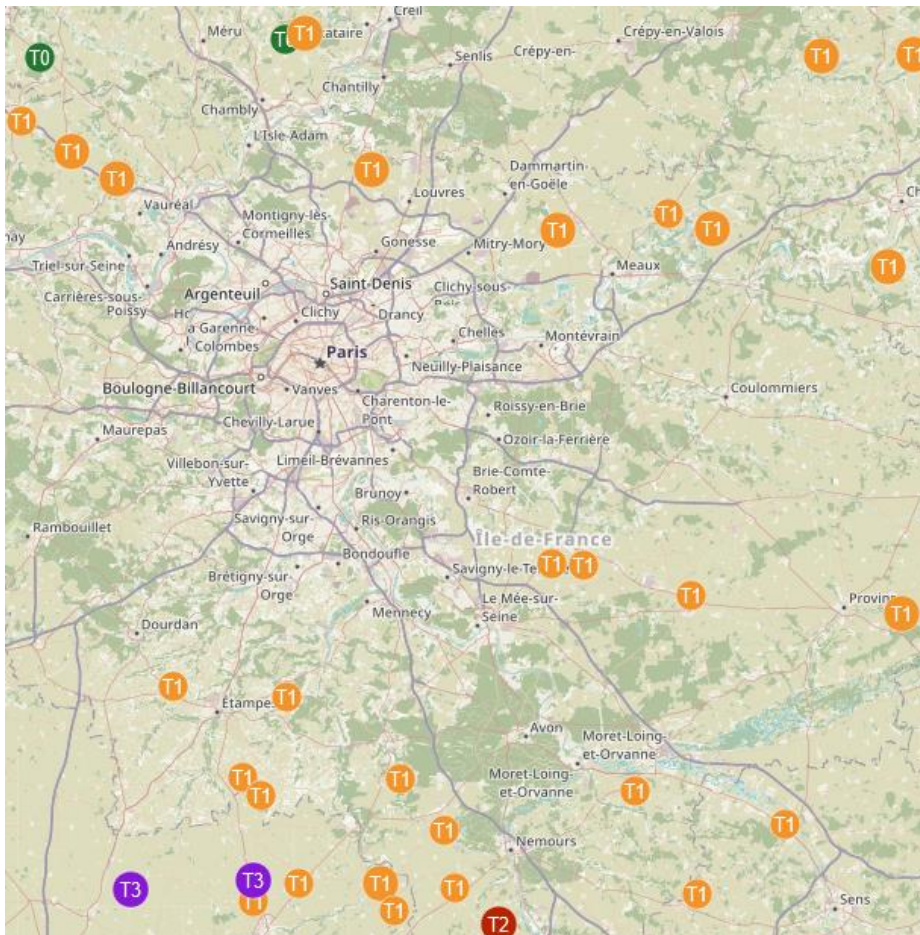 Creil
Méru
T1
T0
T1
T1
Crépy-en-Valois
Crépy-en-
Senlis
Chantilly
Chambly
T1
L'Isle-Adam
T1
T1
T1
Dammartin-
en-Goële
Louvres
Vauréal
T1
T1
T1
Montigny-lès-
Cormeilles
Gonesse
Mitry-Mory
Andrésy
Triel-sur-Seine
T1
Meaux
Saint-Denis
Argenteuil
Clichy-sous-
Carrières-sous-
Poissy
Drancy
Clichy
a Garenne-
Colombes
Chelles
Montévrain
Paris
Neuilly-Plaisance
Boulogne-Billancourt
Vanves
Coulommiers
Charenton-le-
Pont
Roissy-en-Brie
Chevilly-Larue
Maurepas
Ozoir-la-Ferrière
Limeil-Brévannes
Villebon-sur-
Yvette
Brie-Comte-
Robert
Brunoy
Savigny-sur-
Orge
Ris-Orangis
Rambouillet
Île-de-France
Bondoufle
T1
T1
Savigny-le-Te
Brétigny-sur-
Orge
T1
Le Mée-sur-
Seine
Mennecy
Provins
T1
Dourdan
T1
T1
Étampes
Avon
Moret-Loing-
et-Orvanne
T1
T1
Moret-Loing-
et-Orvanne
T1
T1
T1
T1
Nemours
T3
T3
T1
T1
T1
T1
T1
T1
Sens
T2